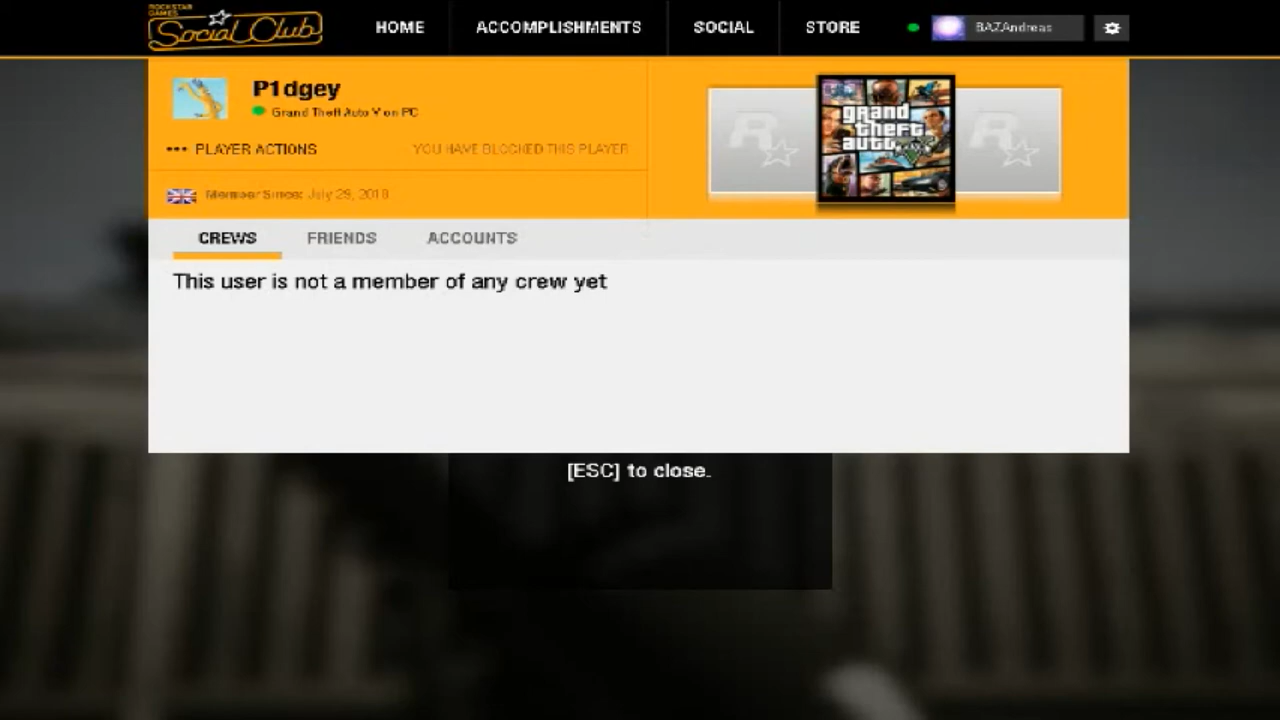 ROCKSTAR
GAMES
Social Club
HOME
ACCOMPLISHMENTS
SOCIAL
STORE
BAZAndreas
P1dgey
Grand Theft Auto V on PC
••• PLAYER ACTIONS
YOU HAVE BLOCKED THIS PLAYER
Member Since: July 29, 2018
grand
theft
auto
V
R
R
CREWS
FRIENDS
ACCOUNTS
This user is not a member of any crew yet
[ESC] to close.